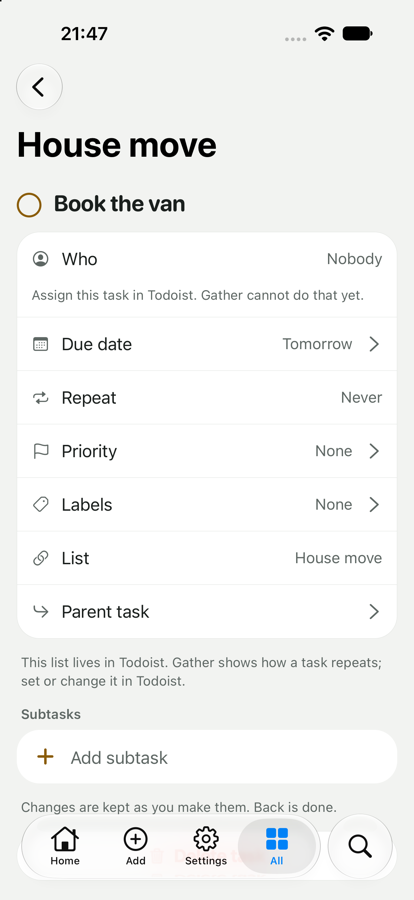 21:47
House move
Book the van
Who Nobody
Assign this task in Todoist. Gather cannot do that yet.
Due date Tomorrow
Repeat Never
Priority None
Labels None
List House move
Parent task
This list lives in Todoist. Gather shows how a task repeats;
set or change it in Todoist.
Subtasks
Add subtask
Changes are kept as you make them. Back is done.
Home Add Settings All